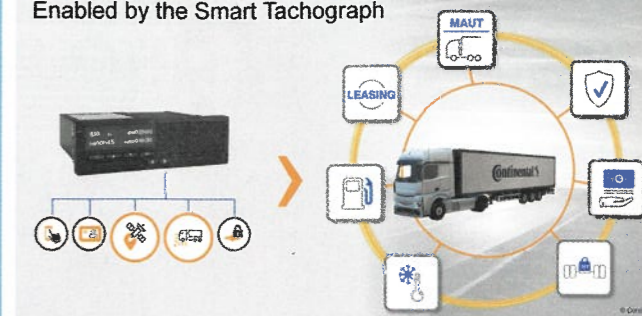 Enabled by the Smart Tachograph
MAUT
LEASING
Continental